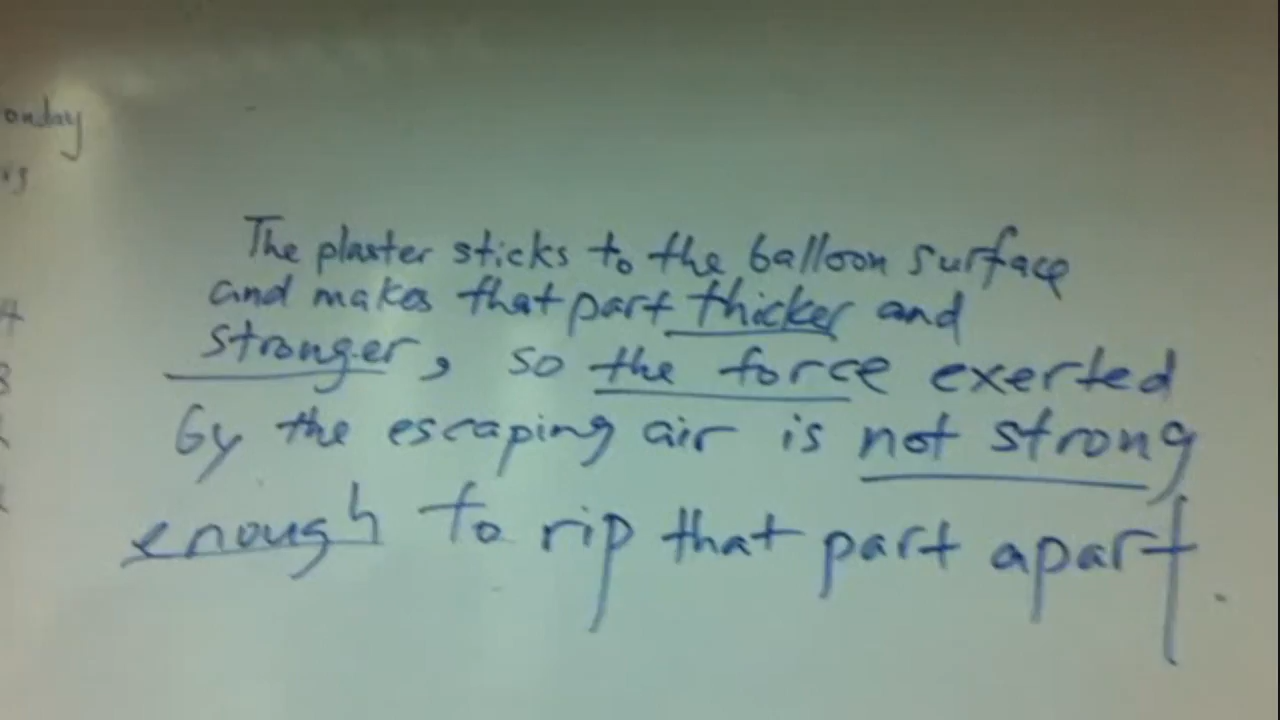 onday
The plaster sticks to the balloon surface
and makes that part thicker and
stronger, so the force exerted
by the escaping air is not strong
enough to rip that part apart.